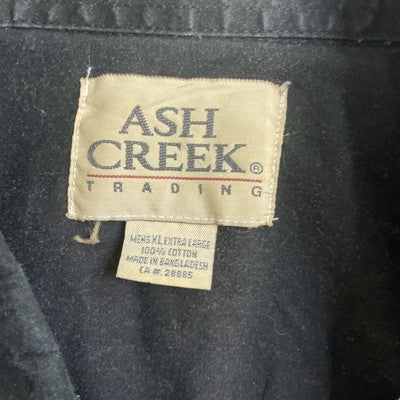 ASH
CREEK®
TRADING
MENS XL EXTRA LARGE
100% COTTON
MADE IN BANGLADESH
CA #: 28885